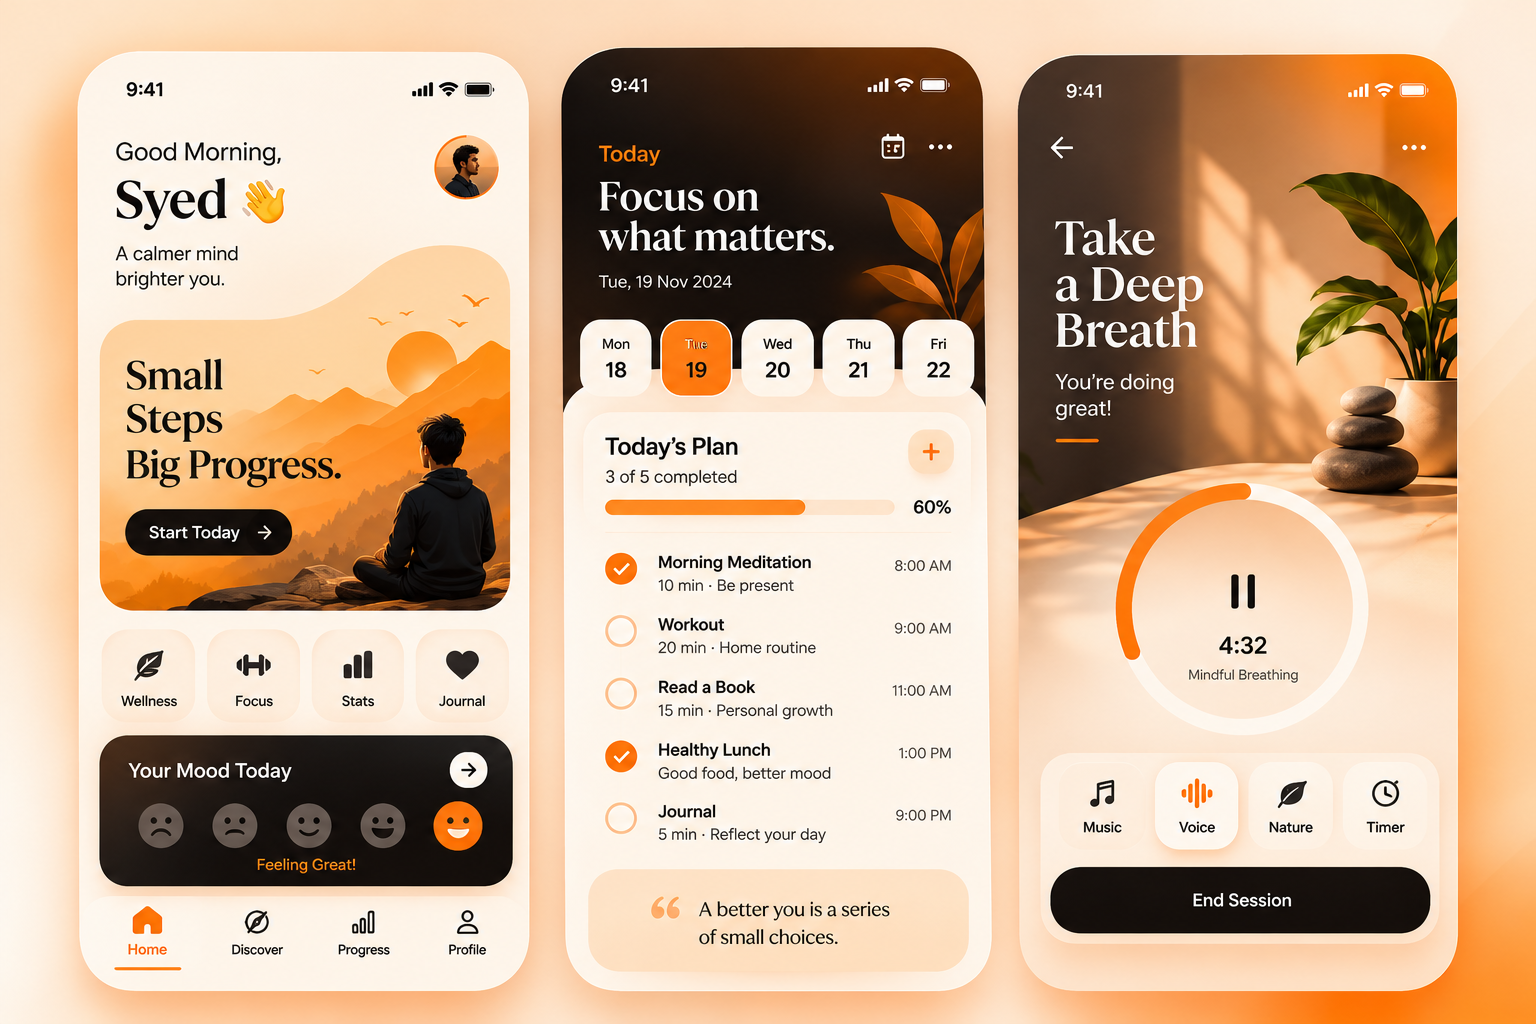 9:41
Good Morning,
Syed 👋
A calmer mind
brighter you.
Small
Steps
Big Progress.
Start Today
Wellness
Focus
Stats
Journal
Your Mood Today
Feeling Great!
Home
Discover
Progress
Profile
9:41
Today
Focus on
what matters.
Tue, 19 Nov 2024
Mon
18
Tue
19
Wed
20
Thu
21
Fri
22
Today's Plan
3 of 5 completed
60%
Morning Meditation
8:00 AM
10 min · Be present
Workout
9:00 AM
20 min · Home routine
Read a Book
11:00 AM
15 min · Personal growth
Healthy Lunch
1:00 PM
Good food, better mood
Journal
9:00 PM
5 min · Reflect your day
“ A better you is a series
of small choices.
9:41
Take
a Deep
Breath
You're doing
great!
4:32
Mindful Breathing
Music
Voice
Nature
Timer
End Session